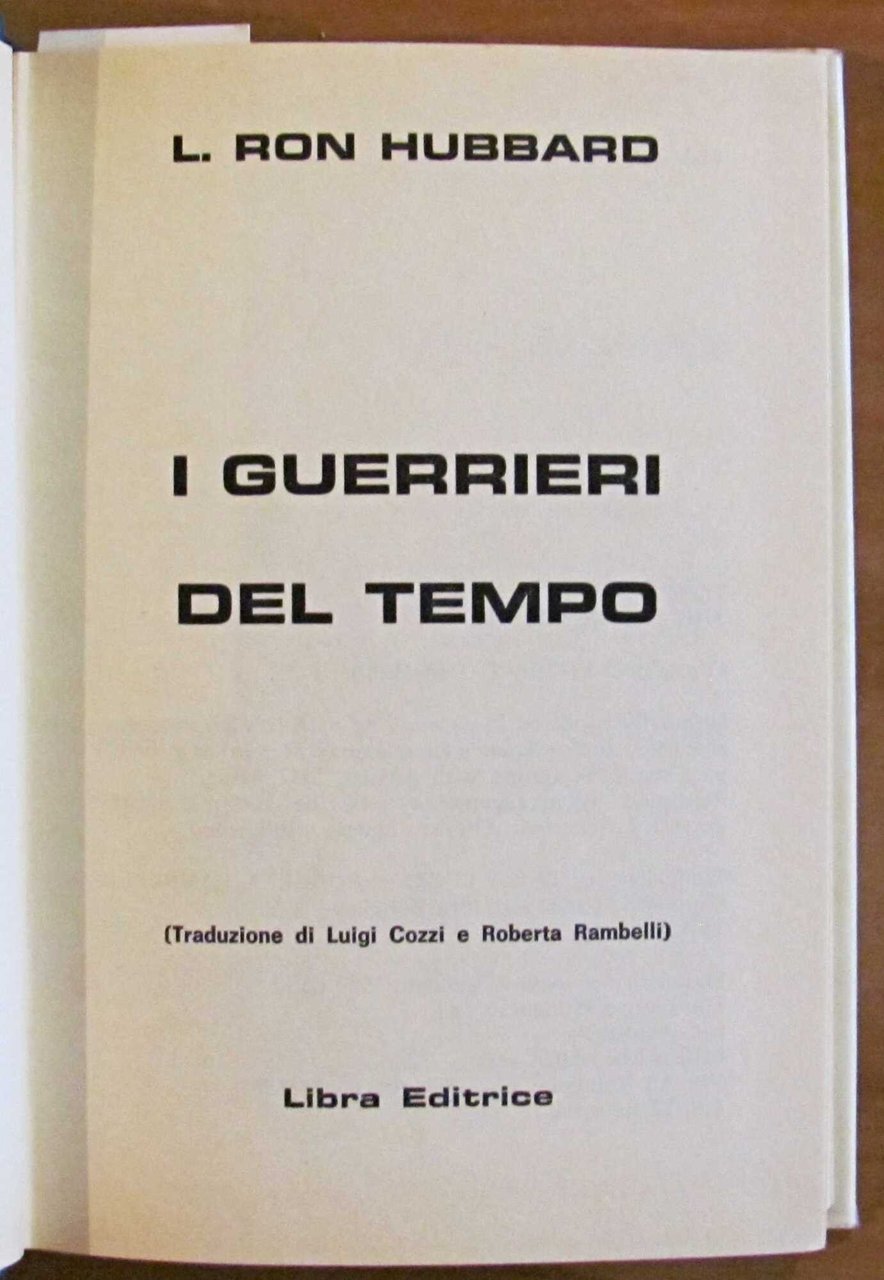 L. RON HUBBARD
I GUERRIERI
DEL TEMPO
(Traduzione di Luigi Cozzi e Roberta Rambelli)
Libra Editrice